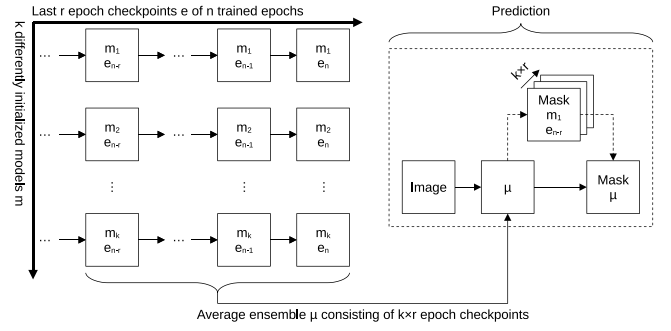 Last r epoch checkpoints e of n trained epochs
Prediction
k differently initialized models m
... m₁ eₙ₋ᵣ ... m₁ eₙ₋₁ m₁ eₙ
... m₂ eₙ₋ᵣ ... m₂ eₙ₋₁ m₂ eₙ
⋮ ⋮ ⋮
... mₖ eₙ₋ᵣ ... mₖ eₙ₋₁ mₖ eₙ
k×r
Mask
m₁
eₙ₋ᵣ
Image
μ
Mask
μ
Average ensemble μ consisting of k×r epoch checkpoints